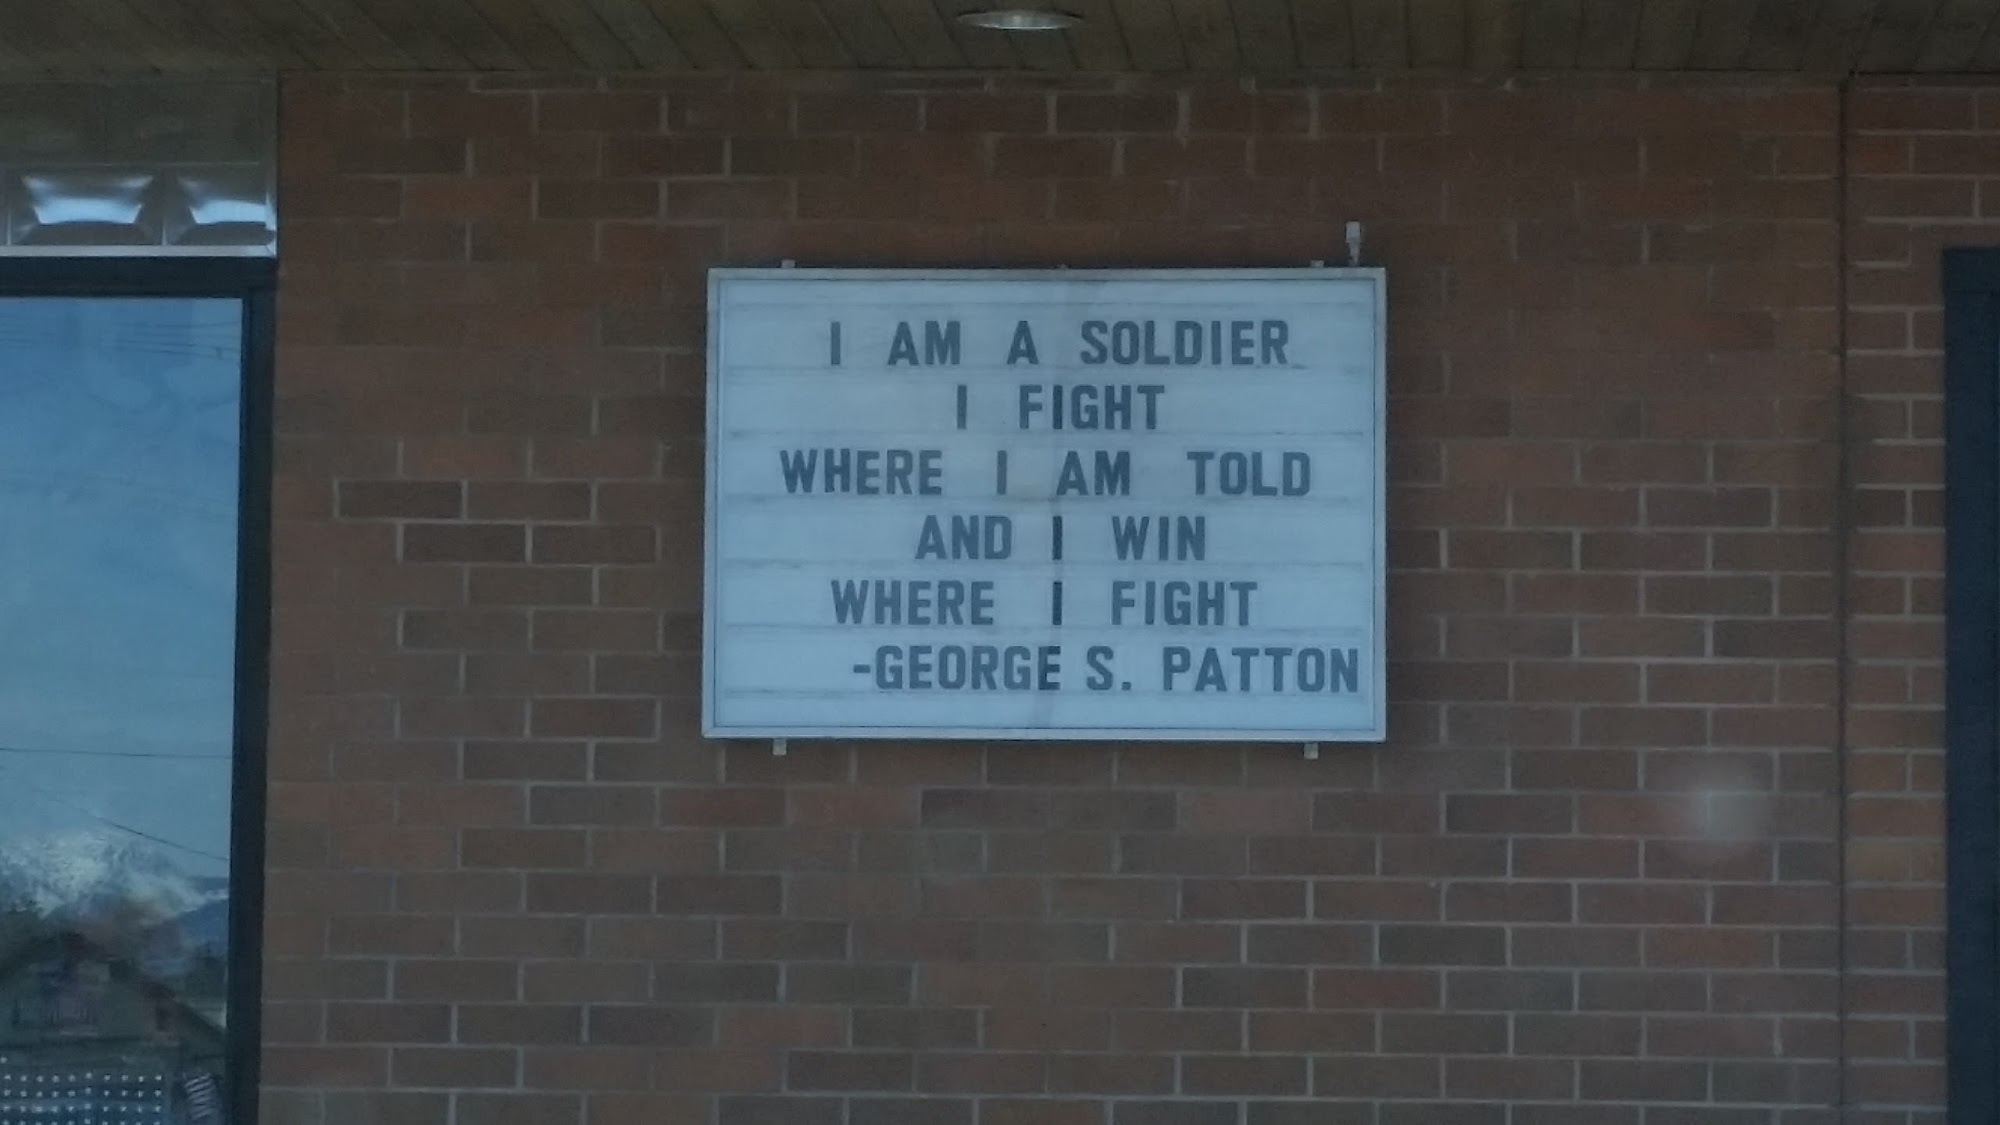 I AM A SOLDIER
I FIGHT
WHERE I AM TOLD
AND I WIN
WHERE I FIGHT
-GEORGE S. PATTON